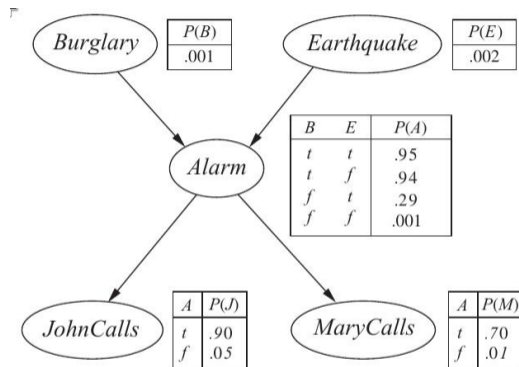 Burglary
P(B)
.001
Earthquake
P(E)
.002
Alarm
B E P(A)
t t .95
t f .94
f t .29
f f .001
JohnCalls
A P(J)
t .90
f .05
MaryCalls
A P(M)
t .70
f .01